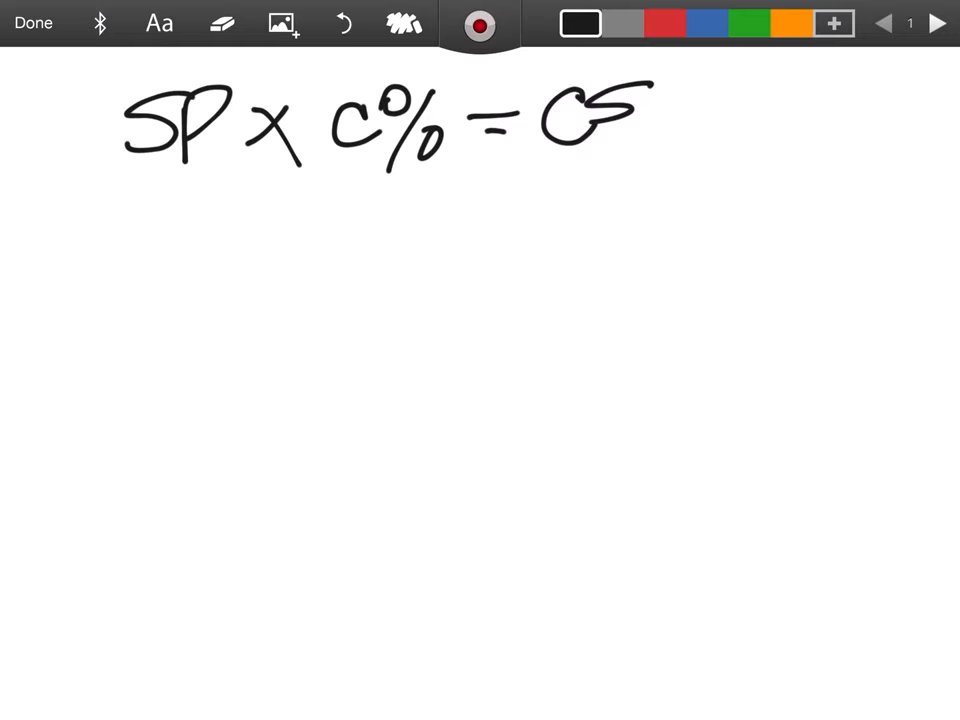 Done Aa 1
SP x C% = CS